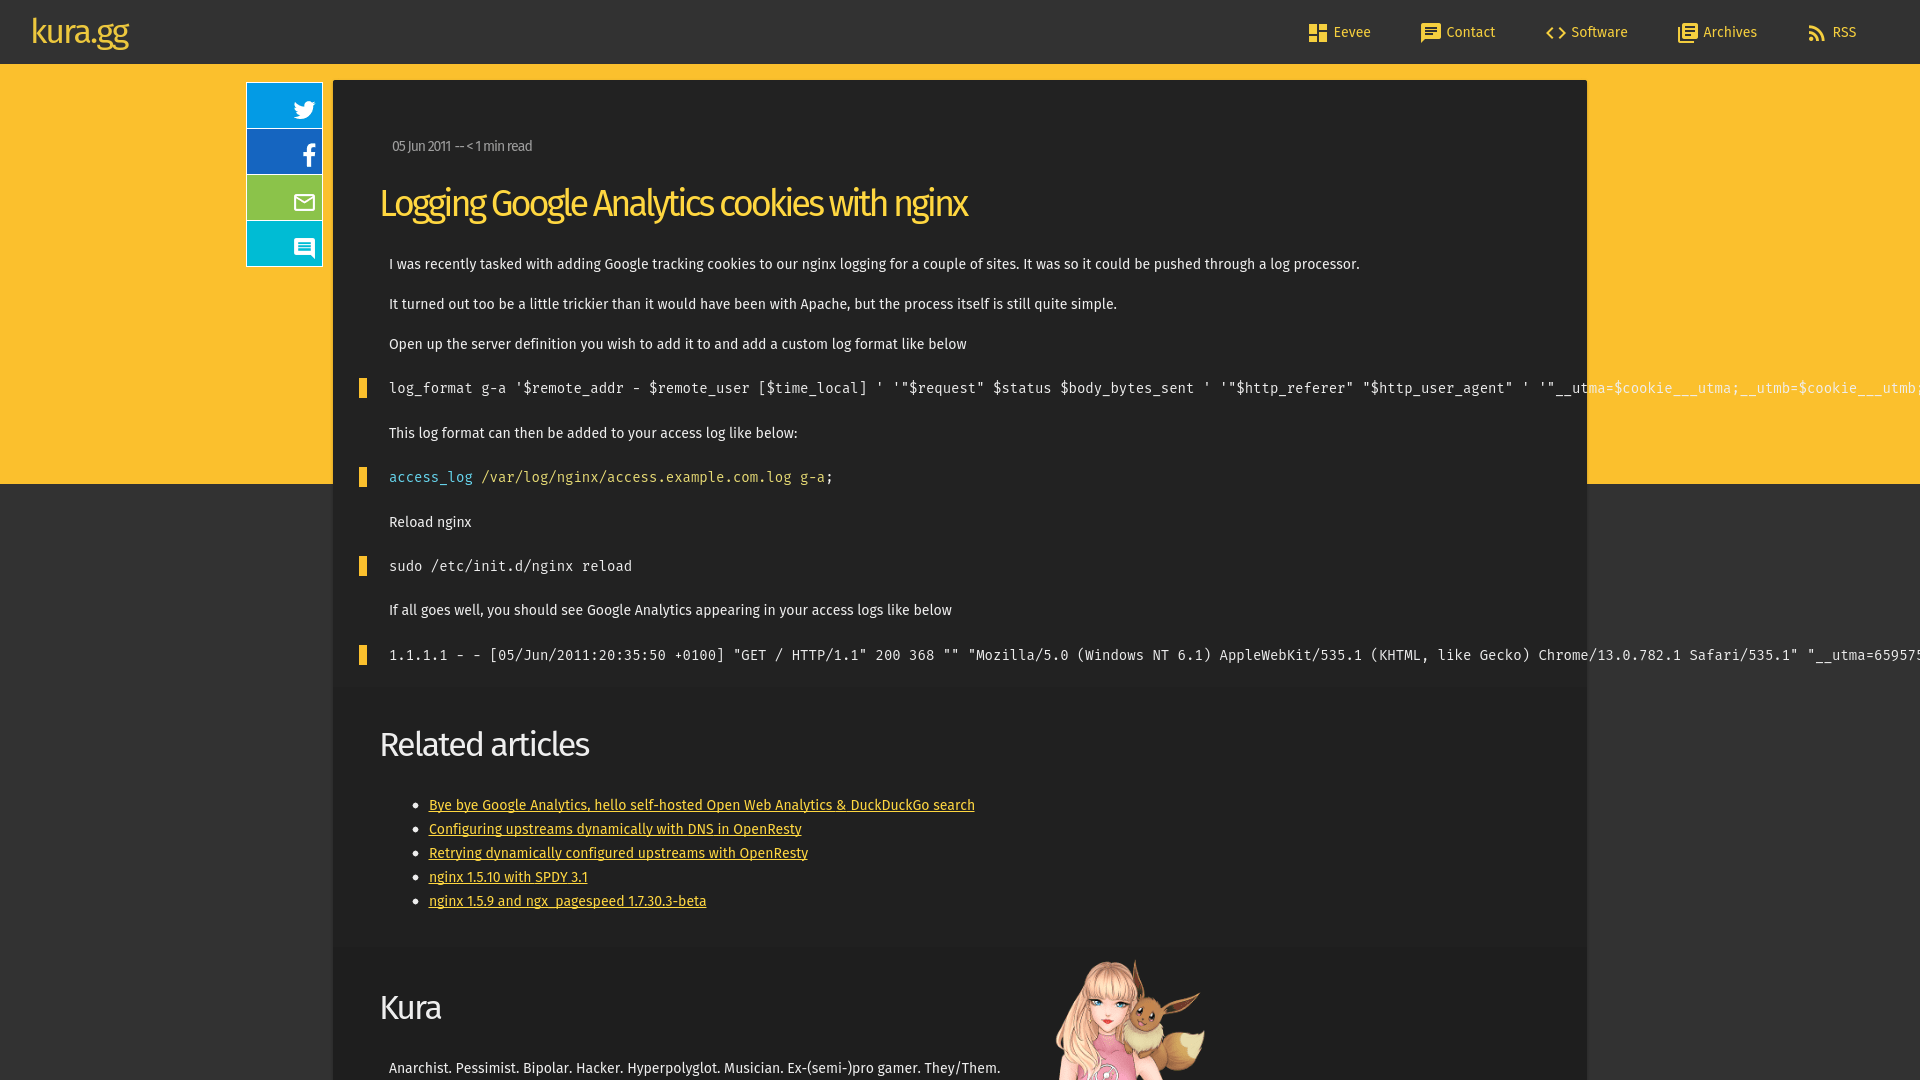 kura.gg
Eevee
Contact
Software
Archives
RSS
05 Jun 2011 -- < 1 min read
Logging Google Analytics cookies with nginx
I was recently tasked with adding Google tracking cookies to our nginx logging for a couple of sites. It was so it could be pushed through a log processor.
It turned out too be a little trickier than it would have been with Apache, but the process itself is still quite simple.
Open up the server definition you wish to add it to and add a custom log format like below
log_format g-a '$remote_addr - $remote_user [$time_local] ' '"$request" $status $body_bytes_sent ' '"$http_referer" "$http_user_agent" ' '"__utma=$cookie___utma;__utmb=$cookie___utmb;
This log format can then be added to your access log like below:
access_log /var/log/nginx/access.example.com.log g-a;
Reload nginx
sudo /etc/init.d/nginx reload
If all goes well, you should see Google Analytics appearing in your access logs like below
1.1.1.1 - - [05/Jun/2011:20:35:50 +0100] "GET / HTTP/1.1" 200 368 "" "Mozilla/5.0 (Windows NT 6.1) AppleWebKit/535.1 (KHTML, like Gecko) Chrome/13.0.782.1 Safari/535.1" "__utma=659575
Related articles
Bye bye Google Analytics, hello self-hosted Open Web Analytics & DuckDuckGo search
Configuring upstreams dynamically with DNS in OpenResty
Retrying dynamically configured upstreams with OpenResty
nginx 1.5.10 with SPDY 3.1
nginx 1.5.9 and ngx_pagespeed 1.7.30.3-beta
Kura
Anarchist. Pessimist. Bipolar. Hacker. Hyperpolyglot. Musician. Ex-(semi-)pro gamer. They/Them.